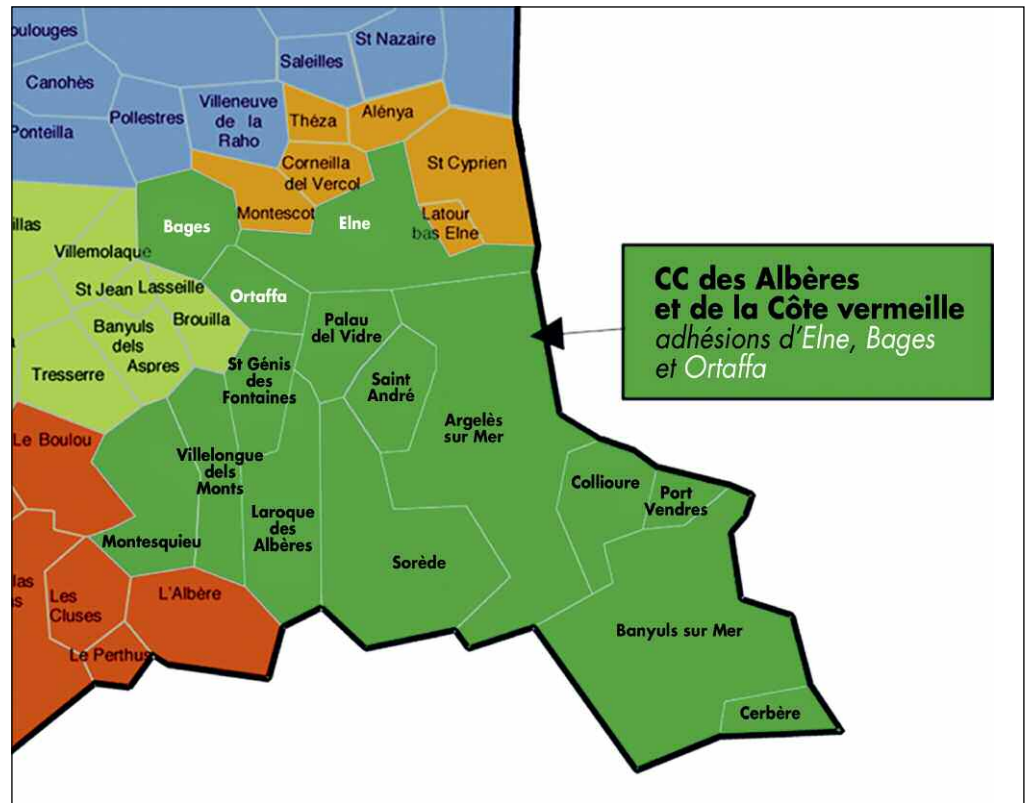 oulouges
St Nazaire
Saleilles
Canohès
Villeneuve
de la
Raho
Pollestres
Ponteilla
Théza
Alénya
Corneilla
del Vercol
St Cyprien
Montescot
Latour
bas Elne
Elne
Bages
illas
Villemolaque
Ortaffa
St Jean Lasseille
Banyuls
dels
Aspres
Brouilla
Tresserre
Palau
del Vidre
St Génis
des
Fontaines
Saint
André
Argelès
sur Mer
CC des Albères
et de la Côte vermeille
adhésions d'Elne, Bages
et Ortaffa
Le Boulou
Villelongue
dels
Monts
Collioure
Port
Vendres
Laroque
des
Albères
Montesquieu
Sorède
las
s
Les
Cluses
L'Albère
Le Perthus
Banyuls sur Mer
Cerbère